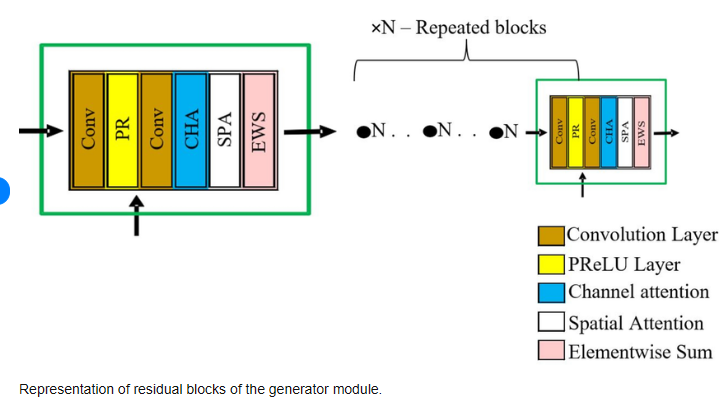 ×N – Repeated blocks
Conv
PR
Conv
CHA
SPA
EWS
N . . N . . N
Conv
PR
Conv
CHA
SPA
EWS
Convolution Layer
PReLU Layer
Channel attention
Spatial Attention
Elementwise Sum
Representation of residual blocks of the generator module.